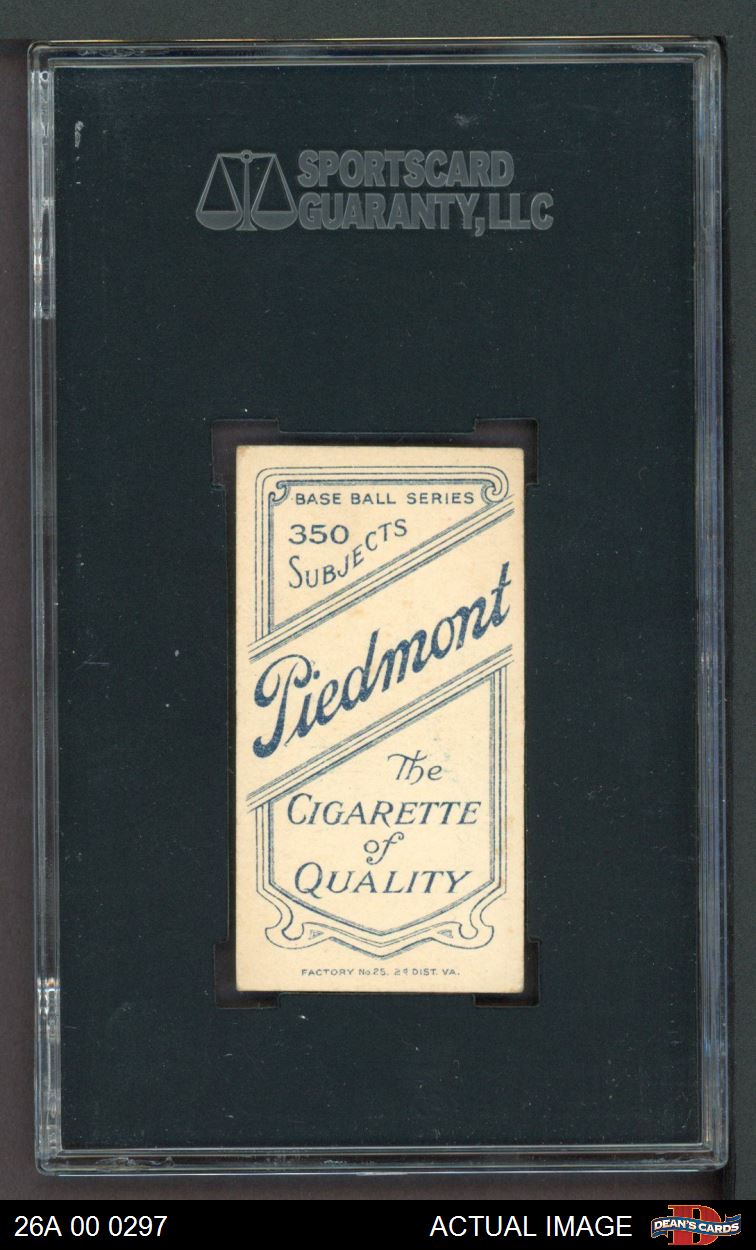 SPORTSCARD
GUARANTY, LLC
BASE BALL SERIES
350
SUBJECTS
Piedmont
The
CIGARETTE
of
QUALITY
FACTORY No.25. 2d DIST. VA.
26A 00 0297
ACTUAL IMAGE
D
DEAN'S CARDS